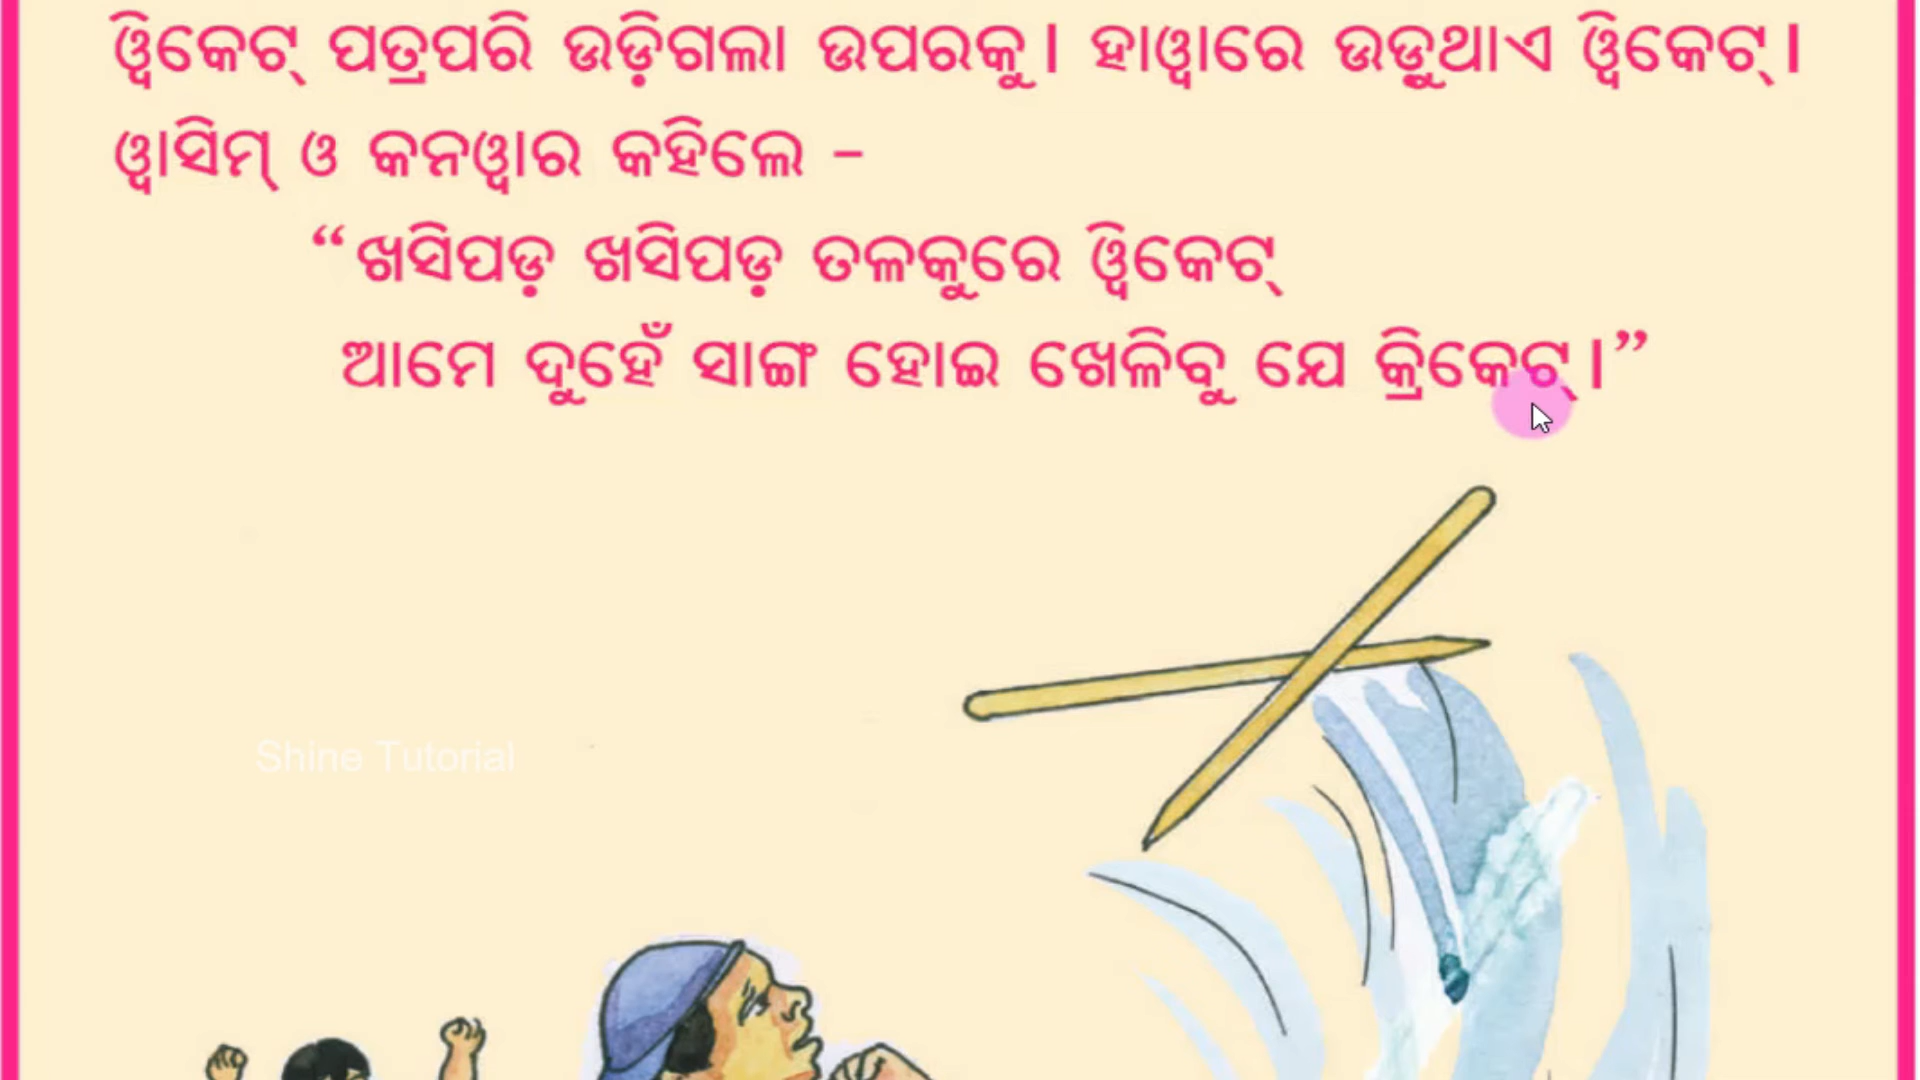 ୱିକେଟ୍ ପତ୍ରପରି ଉଡ଼ିଗଲା ଉପରକୁ। ହାୱାରେ ଉଡୁଥାଏ ୱିକେଟ୍।
ୱାସିମ୍ ଓ କନୱାର କହିଲେ –
“ଖସିପଡ଼ ଖସିପଡ଼ ତଳକୁରେ ୱିକେଟ୍
ଆମେ ଦୁହେଁ ସାଙ୍ଗ ହୋଇ ଖେଳିବୁ ଯେ କ୍ରିକେଟ୍।”
Shine Tutorial